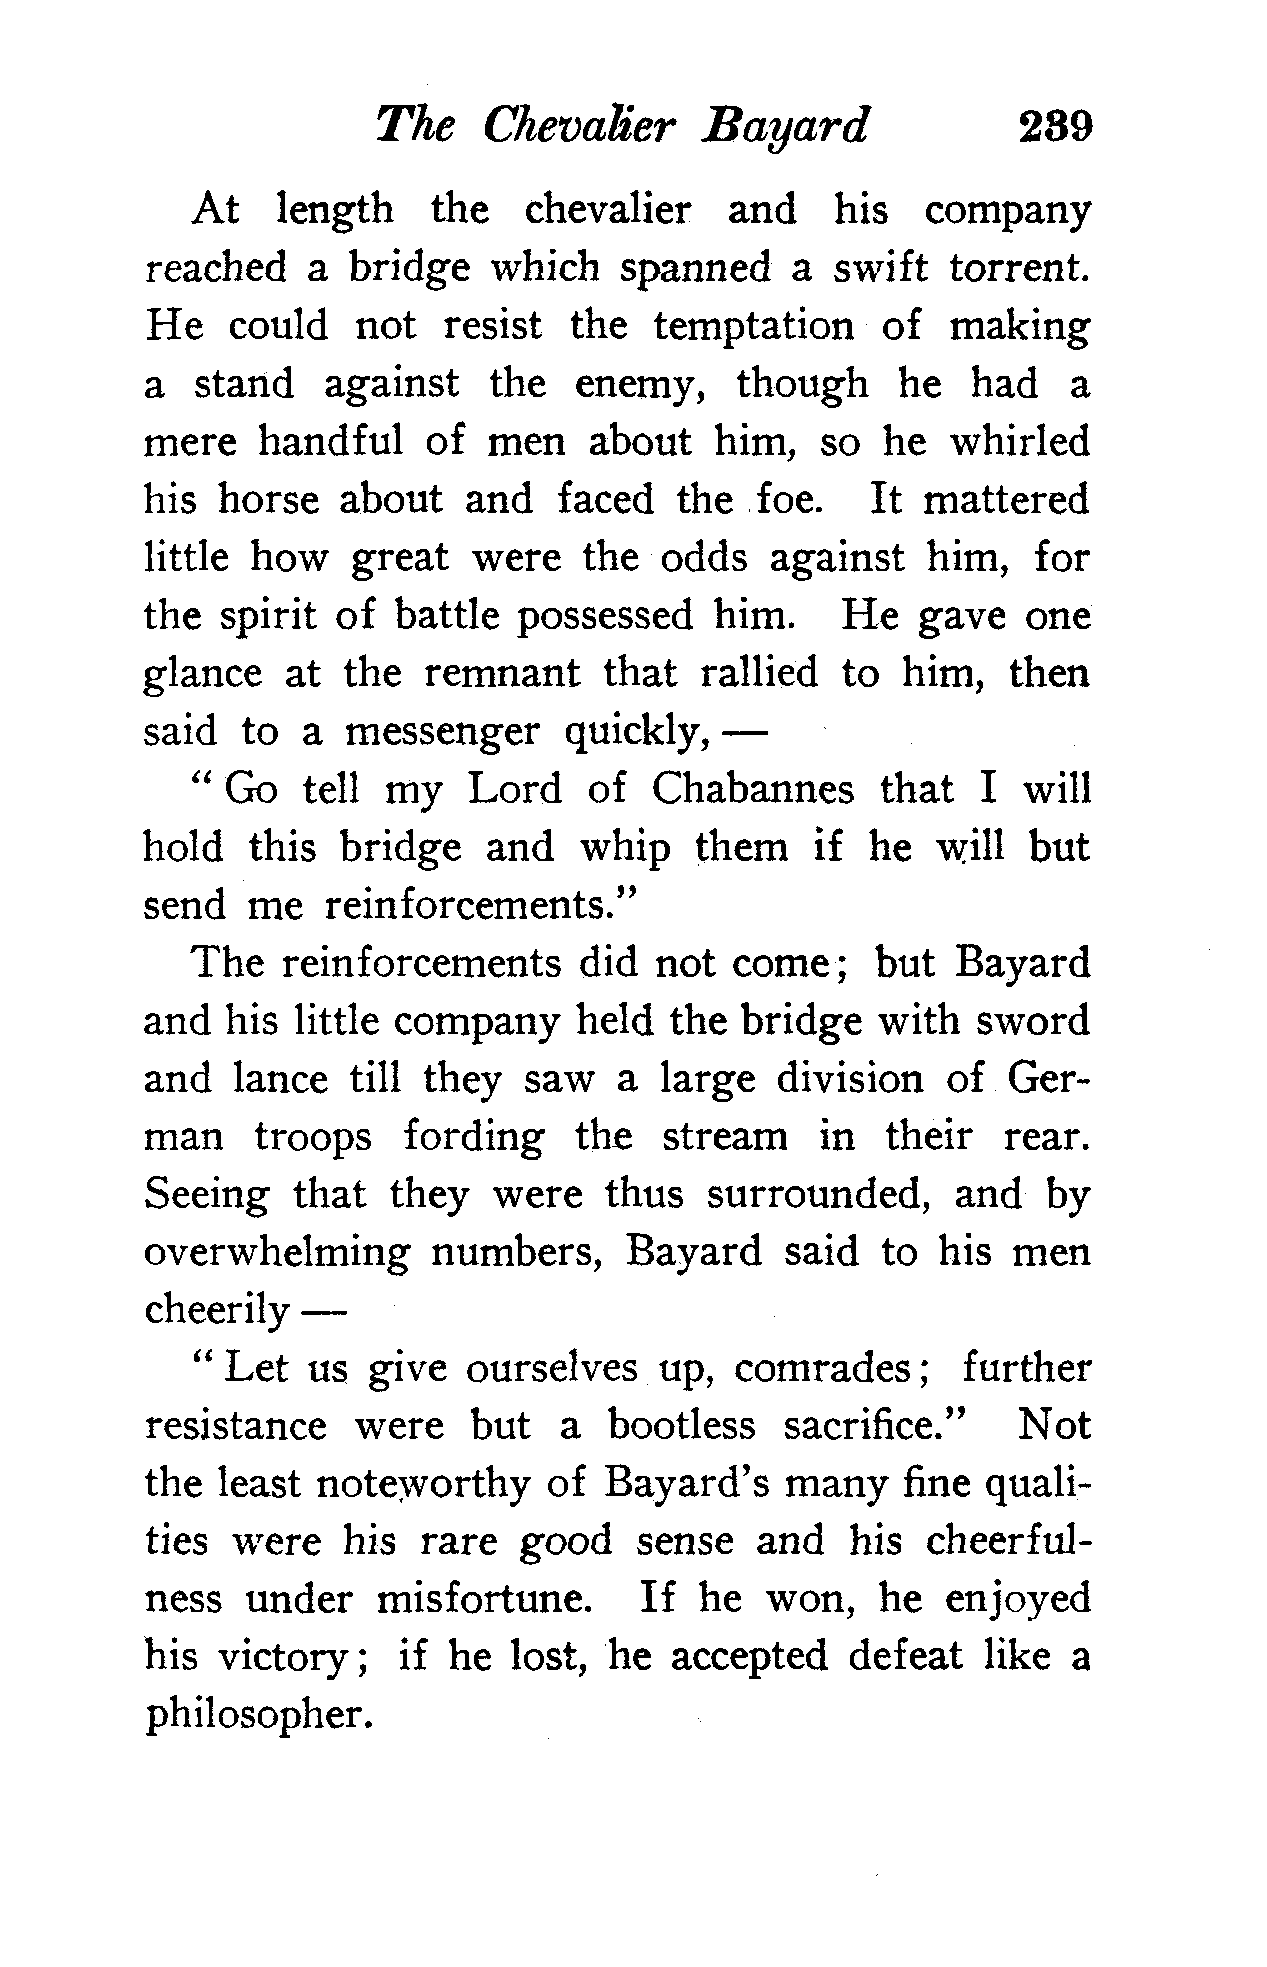 The Chevalier Bayard 239
At length the chevalier and his company
reached a bridge which spanned a swift torrent.
He could not resist the temptation of making
a stand against the enemy, though he had a
mere handful of men about him, so he whirled
his horse about and faced the foe. It mattered
little how great were the odds against him, for
the spirit of battle possessed him. He gave one
glance at the remnant that rallied to him, then
said to a messenger quickly, —
“ Go tell my Lord of Chabannes that I will
hold this bridge and whip them if he will but
send me reinforcements.”
The reinforcements did not come; but Bayard
and his little company held the bridge with sword
and lance till they saw a large division of Ger-
man troops fording the stream in their rear.
Seeing that they were thus surrounded, and by
overwhelming numbers, Bayard said to his men
cheerily —
“ Let us give ourselves up, comrades; further
resistance were but a bootless sacrifice.” Not
the least noteworthy of Bayard’s many fine quali-
ties were his rare good sense and his cheerful-
ness under misfortune. If he won, he enjoyed
his victory; if he lost, he accepted defeat like a
philosopher.